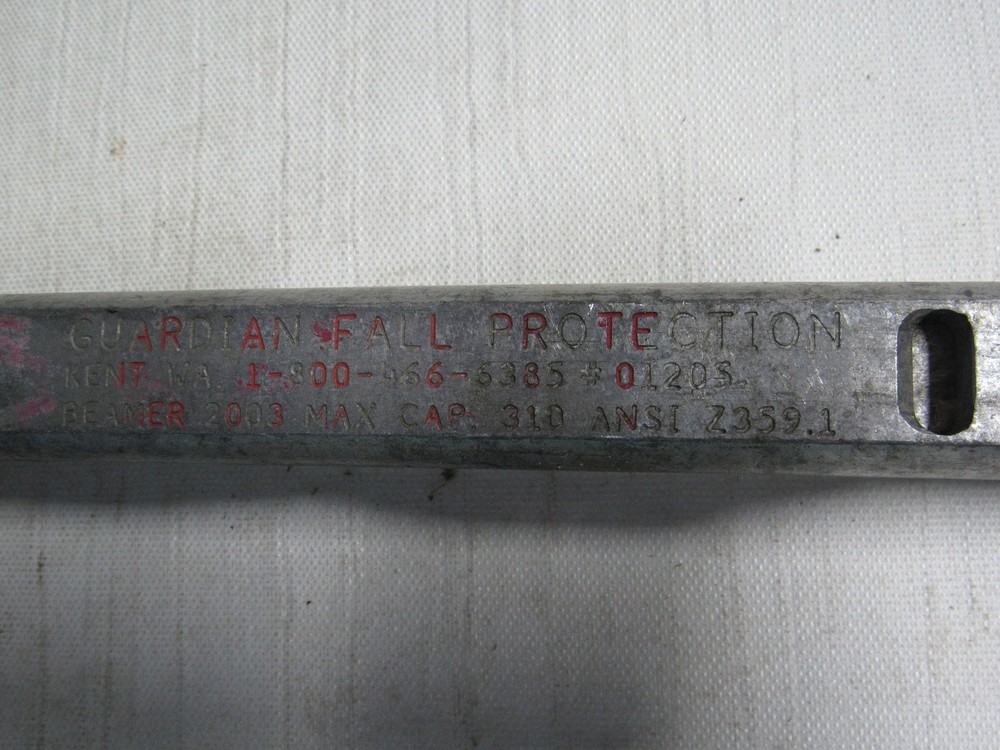 GUARDIAN FALL PROTECTION
KENT WA. 1-800-466-6385 # 01205
BEAMER 2003 MAX CAP. 310 ANSI Z359.1